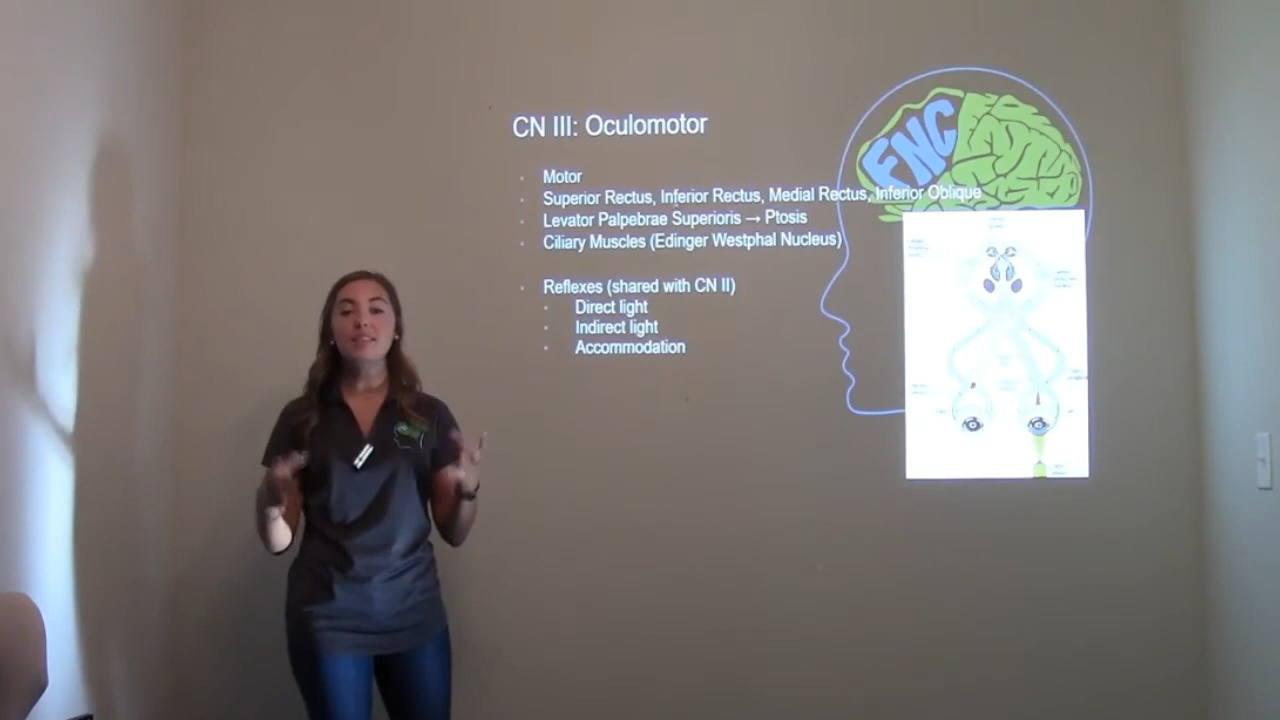 CN III: Oculomotor
FNC
Motor
Superior Rectus, Inferior Rectus, Medial Rectus, Inferior Oblique
Levator Palpebrae Superioris → Ptosis
Ciliary Muscles (Edinger Westphal Nucleus)
Reflexes (shared with CN II)
Direct light
Indirect light
Accommodation